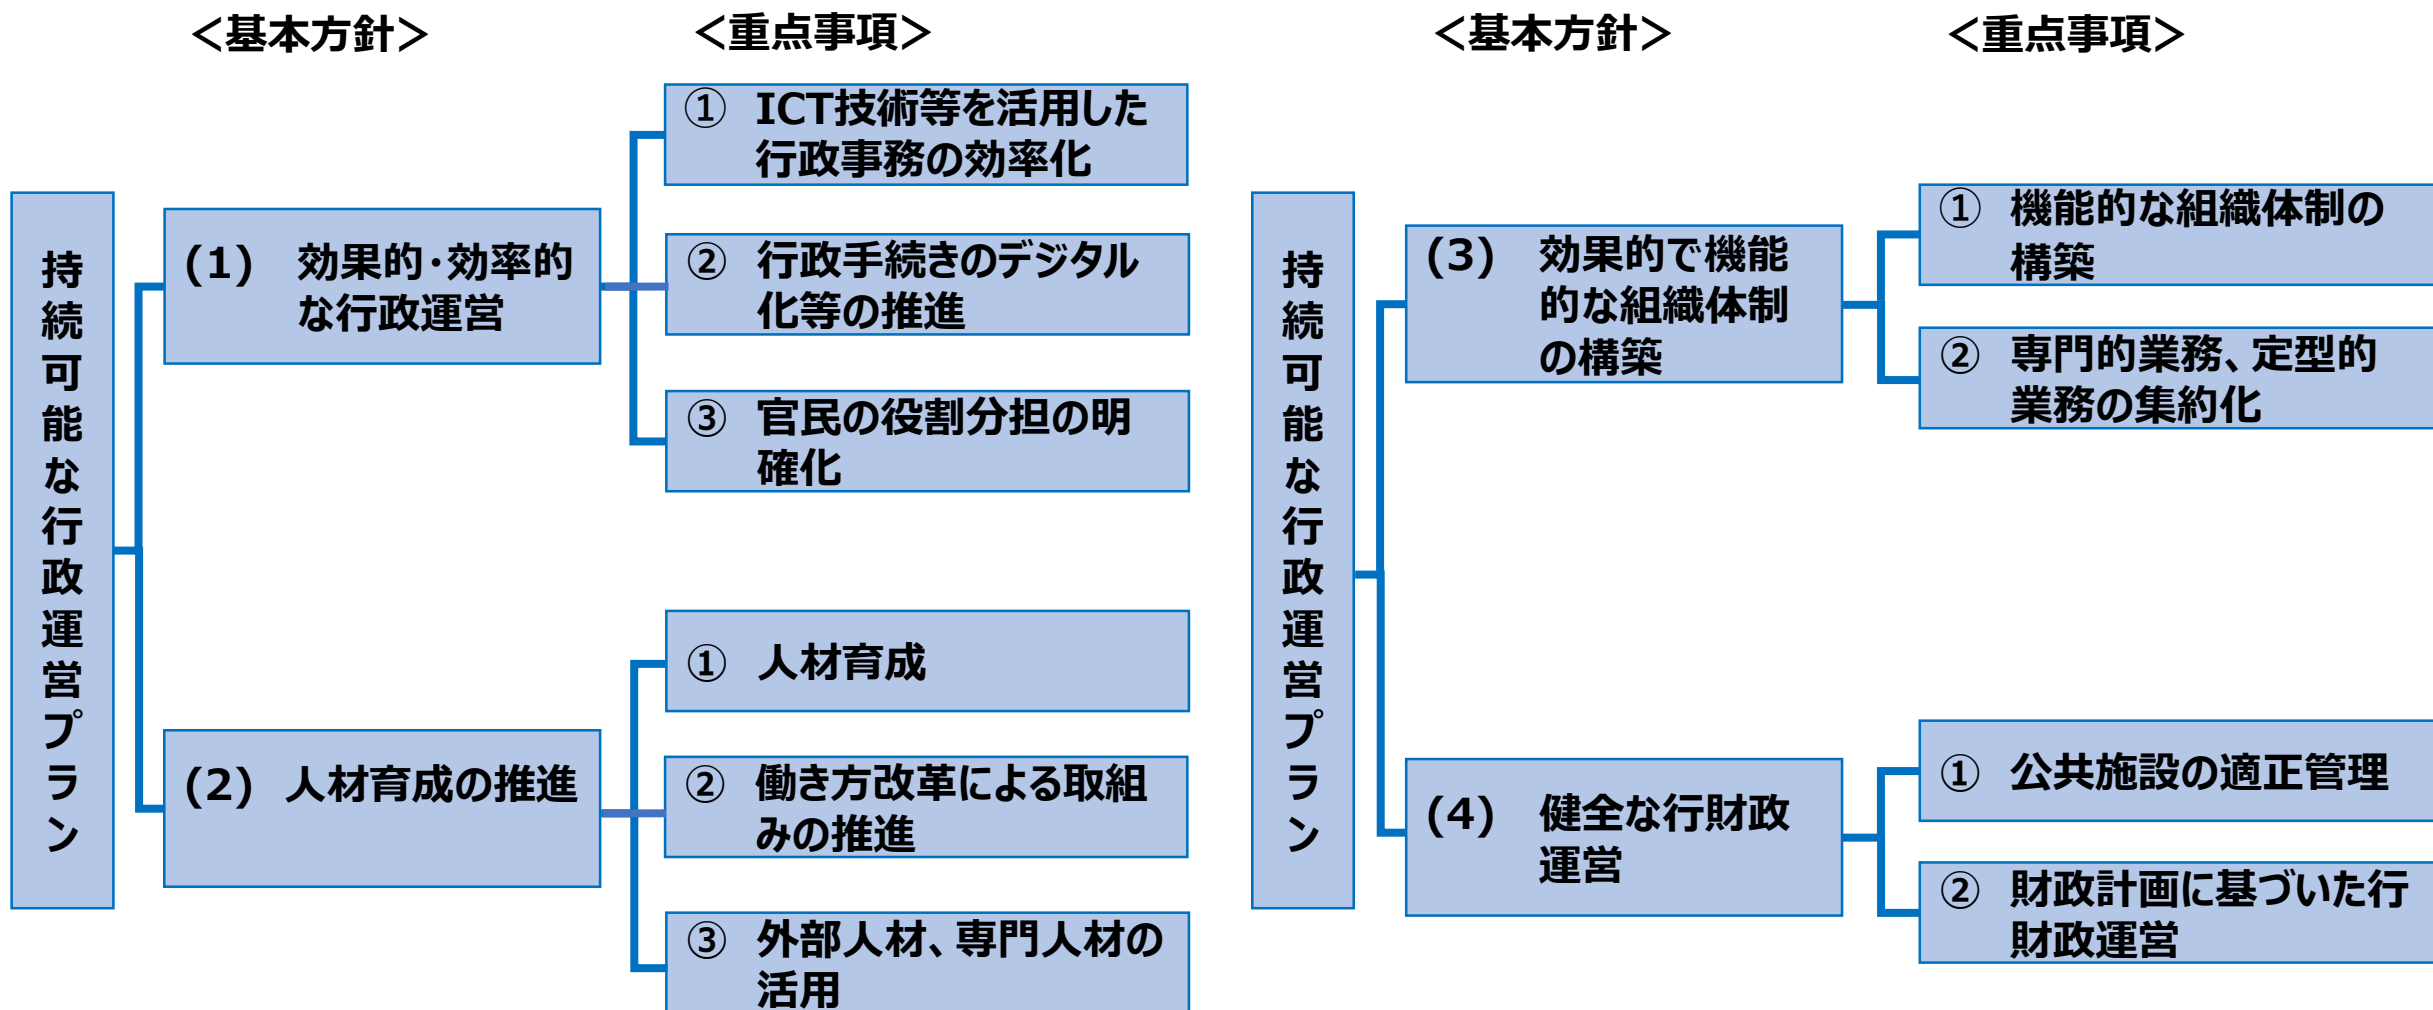 ＜基本方針＞
＜重点事項＞
持続可能な行政運営プラン
(1) 効果的・効率的
な行政運営
① ICT技術等を活用した
行政事務の効率化
② 行政手続きのデジタル
化等の推進
③ 官民の役割分担の明
確化
(2) 人材育成の推進
① 人材育成
② 働き方改革による取組
みの推進
③ 外部人材、専門人材の
活用
＜基本方針＞
＜重点事項＞
持続可能な行政運営プラン
(3) 効果的で機能
的な組織体制
の構築
① 機能的な組織体制の
構築
② 専門的業務、定型的
業務の集約化
(4) 健全な行財政
運営
① 公共施設の適正管理
② 財政計画に基づいた行
財政運営